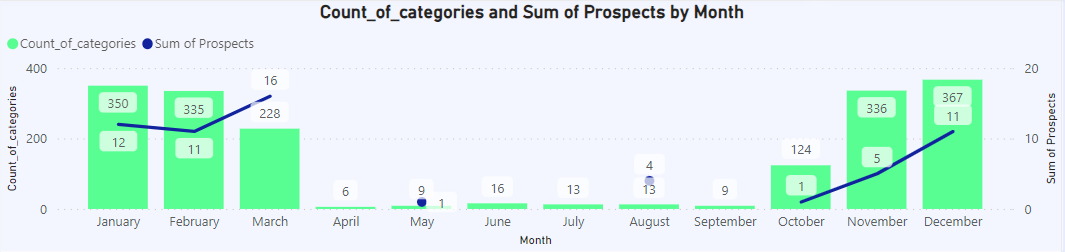 Count_of_categories and Sum of Prospects by Month
Count_of_categories Sum of Prospects
400 20
16
350 335 336 367
228 11
200 12 11 10
124
4
5
6 9 16 13 13 9 1
1
0 0
January February March April May June July August September October November December
Month
Count_of_categories
Sum of Prospects